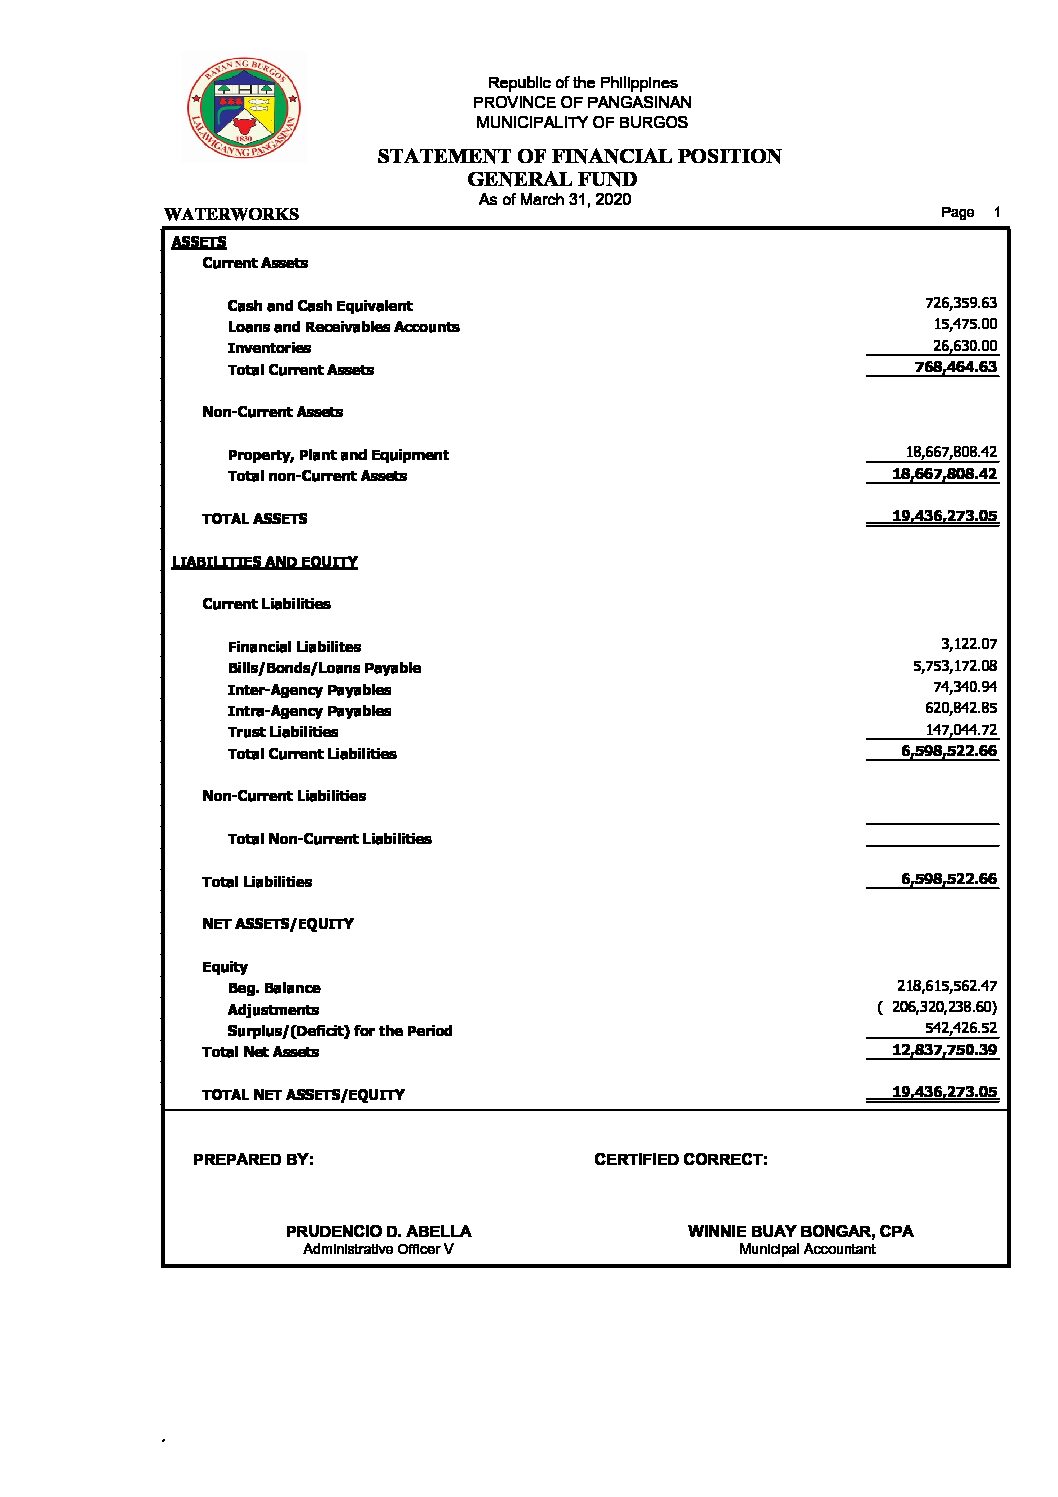 BAYAN NG BURGOS
LALAWIGAN NG PANGASINAN
1830
Republic of the Philippines
PROVINCE OF PANGASINAN
MUNICIPALITY OF BURGOS
STATEMENT OF FINANCIAL POSITION
GENERAL FUND
As of March 31, 2020
WATERWORKS Page 1
ASSETS
Current Assets
Cash and Cash Equivalent 726,359.63
Loans and Receivables Accounts 15,475.00
Inventories 26,630.00
Total Current Assets 768,464.63
Non-Current Assets
Property, Plant and Equipment 18,667,808.42
Total non-Current Assets 18,667,808.42
TOTAL ASSETS 19,436,273.05
LIABILITIES AND EQUITY
Current Liabilities
Financial Liabilites 3,122.07
Bills/Bonds/Loans Payable 5,753,172.08
Inter-Agency Payables 74,340.94
Intra-Agency Payables 620,842.85
Trust Liabilities 147,044.72
Total Current Liabilities 6,598,522.66
Non-Current Liabilities
Total Non-Current Liabilities
Total Liabilities 6,598,522.66
NET ASSETS/EQUITY
Equity
Beg. Balance 218,615,562.47
Adjustments ( 206,320,238.60)
Surplus/(Deficit) for the Period 542,426.52
Total Net Assets 12,837,750.39
TOTAL NET ASSETS/EQUITY 19,436,273.05
PREPARED BY: CERTIFIED CORRECT:
PRUDENCIO D. ABELLA WINNIE BUAY BONGAR, CPA
Administrative Officer V Municipal Accountant